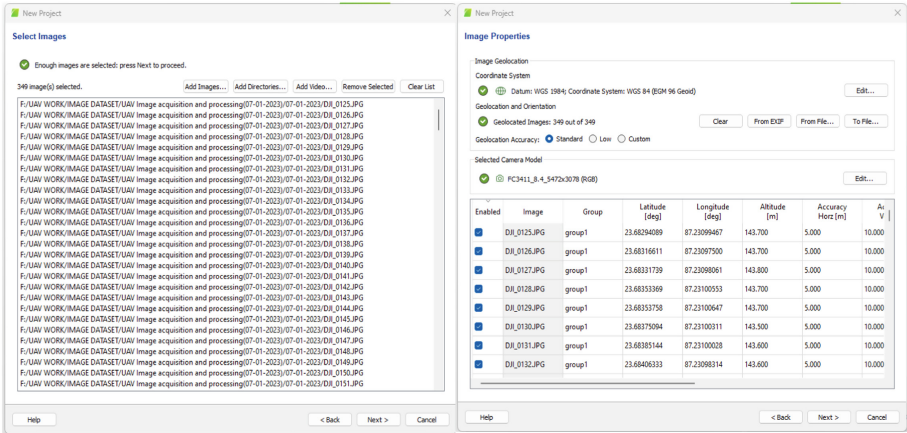 New Project
Select Images
Enough images are selected: press Next to proceed.
349 image(s) selected.
Add Images... Add Directories... Add Video... Remove Selected Clear List
F:/UAV WORK/IMAGE DATASET/UAV Image acquisition and processing(07-01-2023)/07-01-2023/DJI_0125.JPG
F:/UAV WORK/IMAGE DATASET/UAV Image acquisition and processing(07-01-2023)/07-01-2023/DJI_0126.JPG
F:/UAV WORK/IMAGE DATASET/UAV Image acquisition and processing(07-01-2023)/07-01-2023/DJI_0127.JPG
F:/UAV WORK/IMAGE DATASET/UAV Image acquisition and processing(07-01-2023)/07-01-2023/DJI_0128.JPG
F:/UAV WORK/IMAGE DATASET/UAV Image acquisition and processing(07-01-2023)/07-01-2023/DJI_0129.JPG
F:/UAV WORK/IMAGE DATASET/UAV Image acquisition and processing(07-01-2023)/07-01-2023/DJI_0130.JPG
F:/UAV WORK/IMAGE DATASET/UAV Image acquisition and processing(07-01-2023)/07-01-2023/DJI_0131.JPG
F:/UAV WORK/IMAGE DATASET/UAV Image acquisition and processing(07-01-2023)/07-01-2023/DJI_0132.JPG
F:/UAV WORK/IMAGE DATASET/UAV Image acquisition and processing(07-01-2023)/07-01-2023/DJI_0133.JPG
F:/UAV WORK/IMAGE DATASET/UAV Image acquisition and processing(07-01-2023)/07-01-2023/DJI_0134.JPG
F:/UAV WORK/IMAGE DATASET/UAV Image acquisition and processing(07-01-2023)/07-01-2023/DJI_0135.JPG
F:/UAV WORK/IMAGE DATASET/UAV Image acquisition and processing(07-01-2023)/07-01-2023/DJI_0136.JPG
F:/UAV WORK/IMAGE DATASET/UAV Image acquisition and processing(07-01-2023)/07-01-2023/DJI_0137.JPG
F:/UAV WORK/IMAGE DATASET/UAV Image acquisition and processing(07-01-2023)/07-01-2023/DJI_0138.JPG
F:/UAV WORK/IMAGE DATASET/UAV Image acquisition and processing(07-01-2023)/07-01-2023/DJI_0139.JPG
F:/UAV WORK/IMAGE DATASET/UAV Image acquisition and processing(07-01-2023)/07-01-2023/DJI_0140.JPG
F:/UAV WORK/IMAGE DATASET/UAV Image acquisition and processing(07-01-2023)/07-01-2023/DJI_0141.JPG
F:/UAV WORK/IMAGE DATASET/UAV Image acquisition and processing(07-01-2023)/07-01-2023/DJI_0142.JPG
F:/UAV WORK/IMAGE DATASET/UAV Image acquisition and processing(07-01-2023)/07-01-2023/DJI_0143.JPG
F:/UAV WORK/IMAGE DATASET/UAV Image acquisition and processing(07-01-2023)/07-01-2023/DJI_0144.JPG
F:/UAV WORK/IMAGE DATASET/UAV Image acquisition and processing(07-01-2023)/07-01-2023/DJI_0145.JPG
F:/UAV WORK/IMAGE DATASET/UAV Image acquisition and processing(07-01-2023)/07-01-2023/DJI_0146.JPG
F:/UAV WORK/IMAGE DATASET/UAV Image acquisition and processing(07-01-2023)/07-01-2023/DJI_0147.JPG
F:/UAV WORK/IMAGE DATASET/UAV Image acquisition and processing(07-01-2023)/07-01-2023/DJI_0148.JPG
F:/UAV WORK/IMAGE DATASET/UAV Image acquisition and processing(07-01-2023)/07-01-2023/DJI_0149.JPG
F:/UAV WORK/IMAGE DATASET/UAV Image acquisition and processing(07-01-2023)/07-01-2023/DJI_0150.JPG
F:/UAV WORK/IMAGE DATASET/UAV Image acquisition and processing(07-01-2023)/07-01-2023/DJI_0151.JPG
Help < Back Next > Cancel
New Project
Image Properties
Image Geolocation
Coordinate System
Datum: WGS 1984; Coordinate System: WGS 84 (EGM 96 Geoid) Edit...
Geolocation and Orientation
Geolocated Images: 349 out of 349 Clear From EXIF From File... To File...
Geolocation Accuracy: Standard Low Custom
Selected Camera Model
FC3411_8.4_5472x3078 (RGB) Edit...
Enabled Image Group Latitude [deg] Longitude [deg] Altitude [m] Accuracy Horz [m]
DJI_0125.JPG group1 23.68294089 87.23099467 143.700 5.000 10.000
DJI_0126.JPG group1 23.68316611 87.23097500 143.700 5.000 10.000
DJI_0127.JPG group1 23.68331739 87.23098061 143.800 5.000 10.000
DJI_0128.JPG group1 23.68353369 87.23100553 143.700 5.000 10.000
DJI_0129.JPG group1 23.68353758 87.23100647 143.700 5.000 10.000
DJI_0130.JPG group1 23.68375094 87.23100311 143.500 5.000 10.000
DJI_0131.JPG group1 23.68385144 87.23100028 143.600 5.000 10.000
DJI_0132.JPG group1 23.68406333 87.23098314 143.600 5.000 10.000
Help < Back Next > Cancel